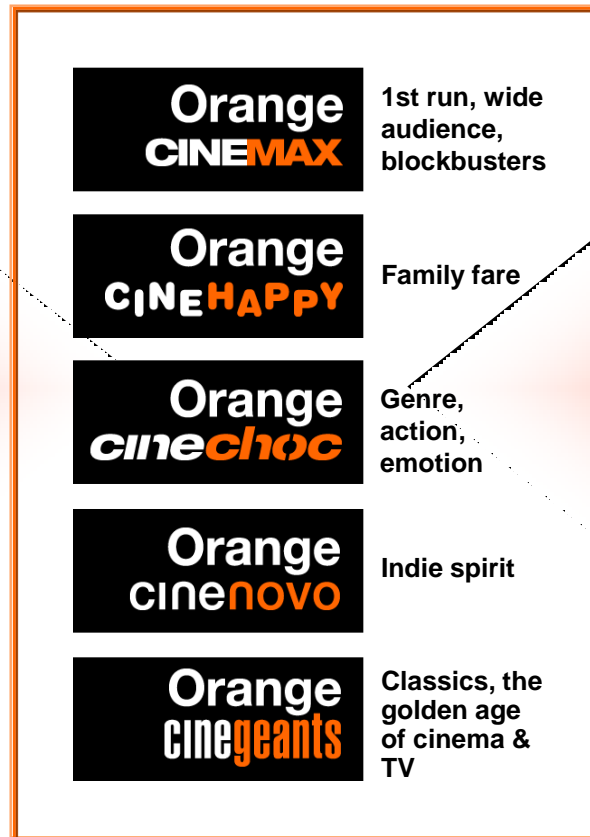 Orange
CINEMAX
1st run, wide
audience,
blockbusters
Orange
CINEHAPPY
Family fare
Orange
cinechoc
Genre,
action,
emotion
Orange
cinenovo
Indie spirit
Orange
cinegeants
Classics, the
golden age
of cinema &
TV